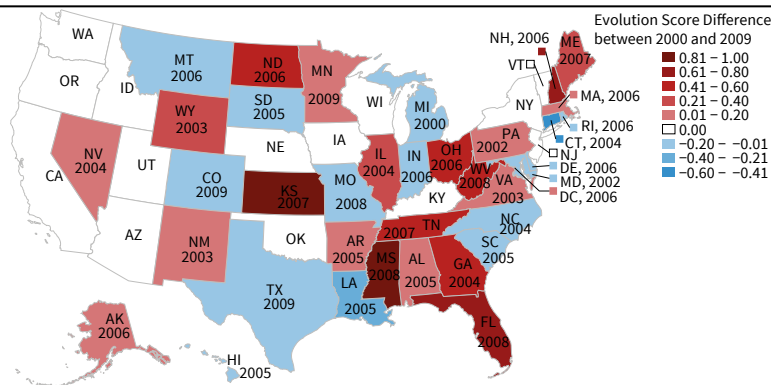 Evolution Score Difference
between 2000 and 2009
0.81 – 1.00
0.61 – 0.80
0.41 – 0.60
0.21 – 0.40
0.01 – 0.20
0.00
−0.20 – −0.01
−0.40 – −0.21
−0.60 – −0.41
WA
OR
ID
MT
2006
ND
2006
MN
2009
WI
MI
2000
NY
VT
NH, 2006
ME
2007
MA, 2006
RI, 2006
CT, 2004
NJ
DE, 2006
MD, 2002
DC, 2006
WY
2003
SD
2005
IA
NE
NV
2004
CA
UT
CO
2009
KS
2007
MO
2008
IL
2004
IN
2006
OH
2006
PA
2002
WV
2008
VA
2003
KY
AZ
NM
2003
OK
AR
2005
2007 TN
NC
2004
SC
2005
MS
2008
AL
2005
GA
2004
TX
2009
LA
2005
FL
2008
AK
2006
HI
2005